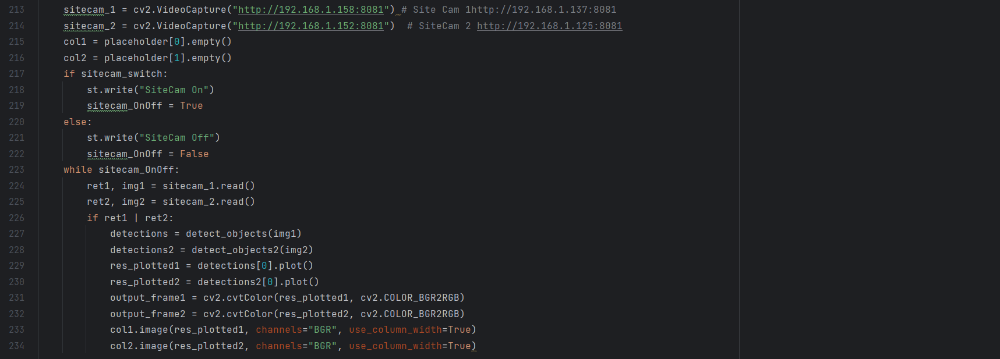 213 sitecam_1 = cv2.VideoCapture("http://192.168.1.158:8081") # Site Cam 1http://192.168.1.137:8081
214 sitecam_2 = cv2.VideoCapture("http://192.168.1.152:8081")  # SiteCam 2 http://192.168.1.125:8081
215 col1 = placeholder[0].empty()
216 col2 = placeholder[1].empty()
217 if sitecam_switch:
218     st.write("SiteCam On")
219     sitecam_OnOff = True
220 else:
221     st.write("SiteCam Off")
222     sitecam_OnOff = False
223 while sitecam_OnOff:
224     ret1, img1 = sitecam_1.read()
225     ret2, img2 = sitecam_2.read()
226     if ret1 | ret2:
227         detections = detect_objects(img1)
228         detections2 = detect_objects2(img2)
229         res_plotted1 = detections[0].plot()
230         res_plotted2 = detections2[0].plot()
231         output_frame1 = cv2.cvtColor(res_plotted1, cv2.COLOR_BGR2RGB)
232         output_frame2 = cv2.cvtColor(res_plotted2, cv2.COLOR_BGR2RGB)
233         col1.image(res_plotted1, channels="BGR", use_column_width=True)
234         col2.image(res_plotted2, channels="BGR", use_column_width=True)